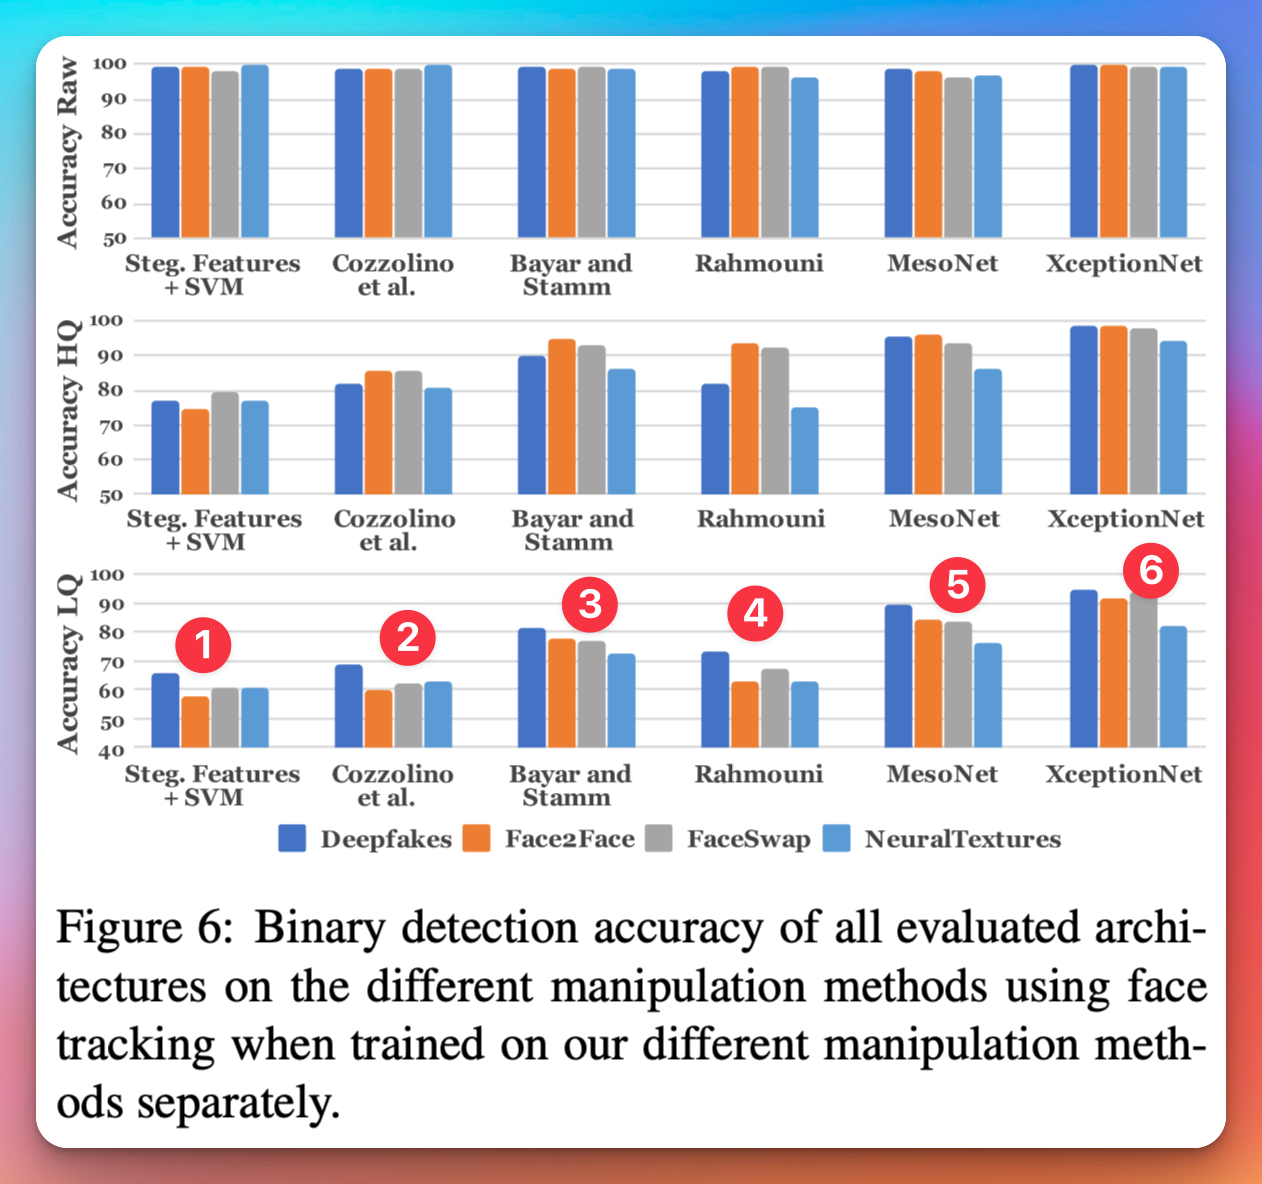 Accuracy Raw
100
90
80
70
60
50
Steg. Features
+ SVM
Cozzolino
et al.
Bayar and
Stamm
Rahmouni
MesoNet
XceptionNet
Accuracy HQ
100
90
80
70
60
50
Steg. Features
+ SVM
Cozzolino
et al.
Bayar and
Stamm
Rahmouni
MesoNet
XceptionNet
Accuracy LQ
100
90
80
70
60
50
40
1
2
3
4
5
6
Steg. Features
+ SVM
Cozzolino
et al.
Bayar and
Stamm
Rahmouni
MesoNet
XceptionNet
Deepfakes Face2Face FaceSwap NeuralTextures
Figure 6: Binary detection accuracy of all evaluated archi-
tectures on the different manipulation methods using face
tracking when trained on our different manipulation meth-
ods separately.